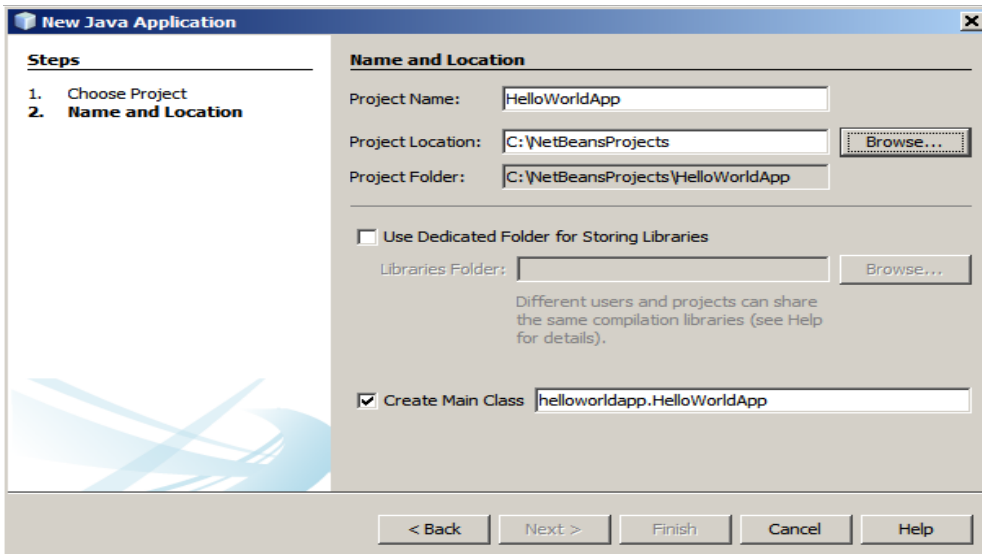 New Java Application
Steps
1. Choose Project
2. Name and Location
Name and Location
Project Name: HelloWorldApp
Project Location: C:\NetBeansProjects Browse...
Project Folder: C:\NetBeansProjects\HelloWorldApp
Use Dedicated Folder for Storing Libraries
Libraries Folder: Browse...
Different users and projects can share
the same compilation libraries (see Help
for details).
Create Main Class helloworldapp.HelloWorldApp
< Back Next > Finish Cancel Help